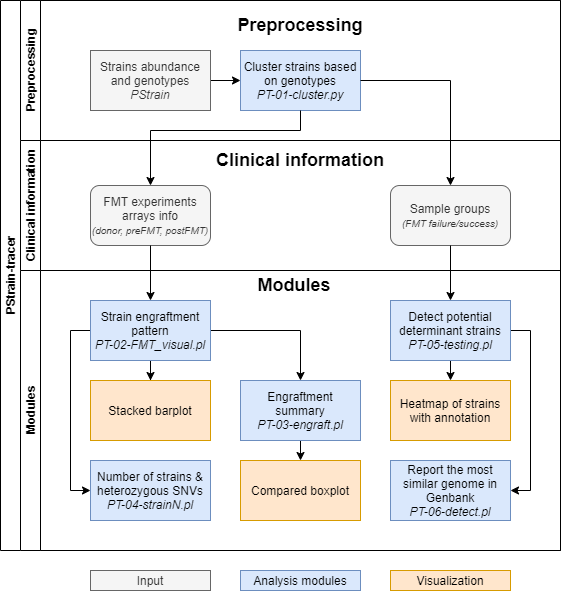 PStrain-tracer
Preprocessing
Preprocessing
Strains abundance
and genotypes
PStrain
Cluster strains based
on genotypes
PT-01-cluster.py
Clinical information
Clinical information
FMT experiments
arrays info
(donor, preFMT, postFMT)
Sample groups
(FMT failure/success)
Modules
Modules
Strain engraftment
pattern
PT-02-FMT_visual.pl
Detect potential
determinant strains
PT-05-testing.pl
Stacked barplot
Engraftment
summary
PT-03-engraft.pl
Heatmap of strains
with annotation
Number of strains &
heterozygous SNVs
PT-04-strainN.pl
Compared boxplot
Report the most
similar genome in
Genbank
PT-06-detect.pl
Input
Analysis modules
Visualization